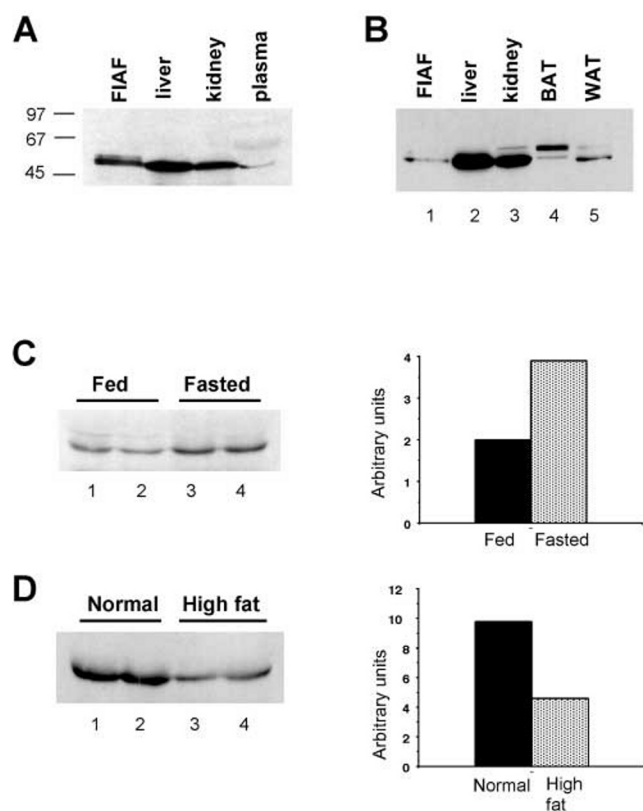 A
FIAF liver kidney plasma
97
67
45
B
FIAF liver kidney BAT WAT
1 2 3 4 5
C
Fed Fasted
1 2 3 4
Arbitrary units
4
2
0
Fed Fasted
D
Normal High fat
1 2 3 4
Arbitrary units
12
10
8
6
4
2
0
Normal High
fat